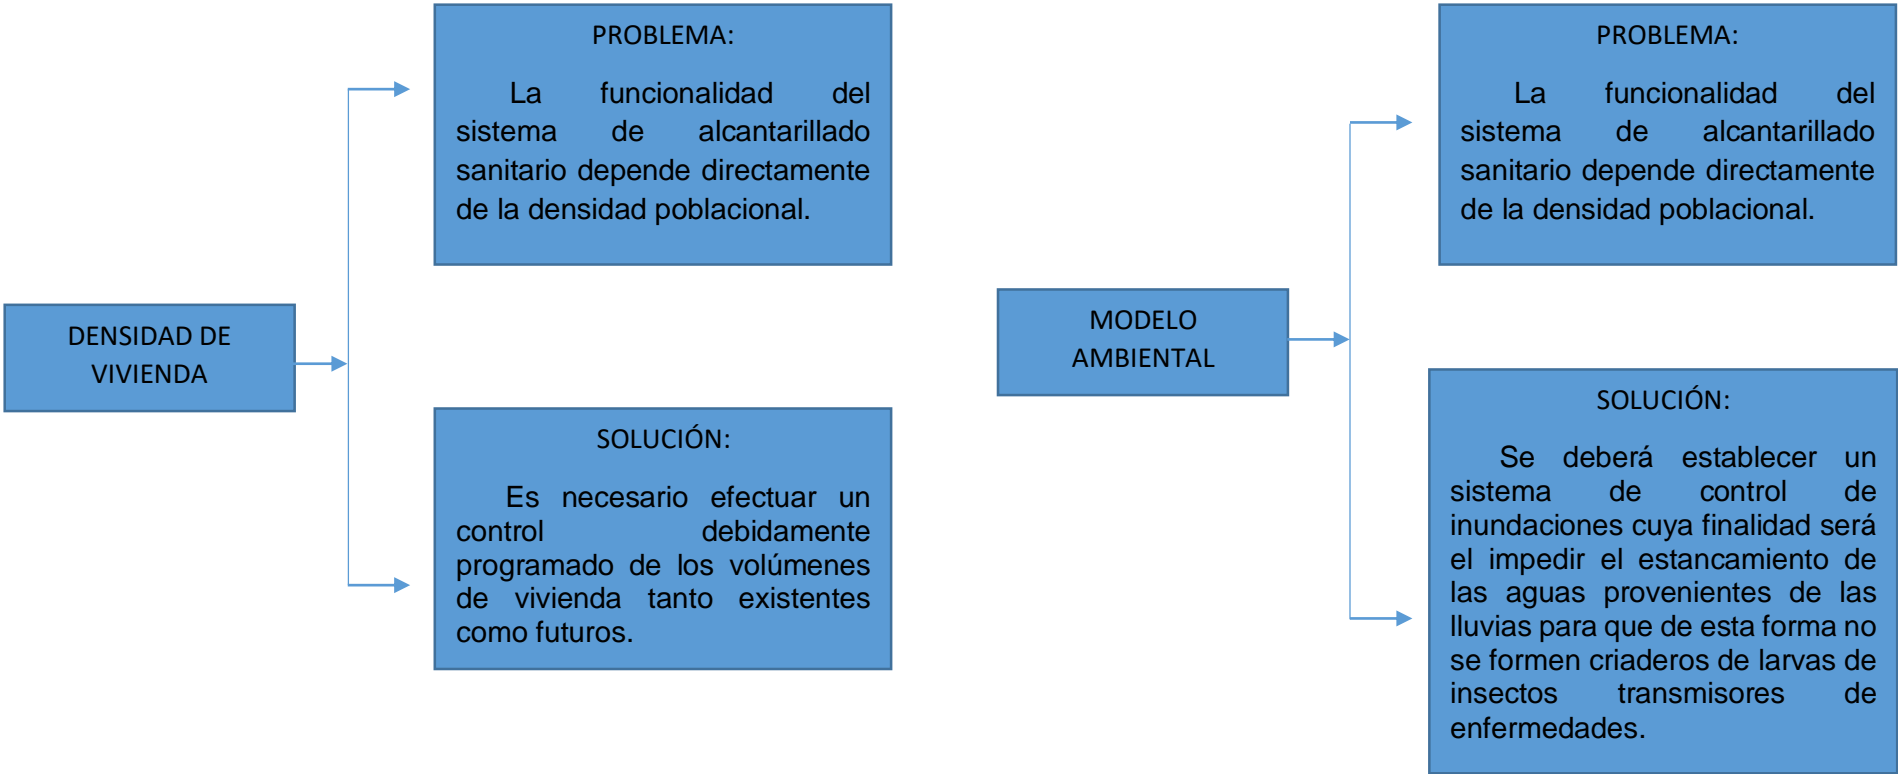 DENSIDAD DE
VIVIENDA
PROBLEMA:
La funcionalidad del
sistema de alcantarillado
sanitario depende directamente
de la densidad poblacional.
SOLUCIÓN:
Es necesario efectuar un
control debidamente
programado de los volúmenes
de vivienda tanto existentes
como futuros.
MODELO
AMBIENTAL
PROBLEMA:
La funcionalidad del
sistema de alcantarillado
sanitario depende directamente
de la densidad poblacional.
SOLUCIÓN:
Se deberá establecer un
sistema de control de
inundaciones cuya finalidad será
el impedir el estancamiento de
las aguas provenientes de las
lluvias para que de esta forma no
se formen criaderos de larvas de
insectos transmisores de
enfermedades.